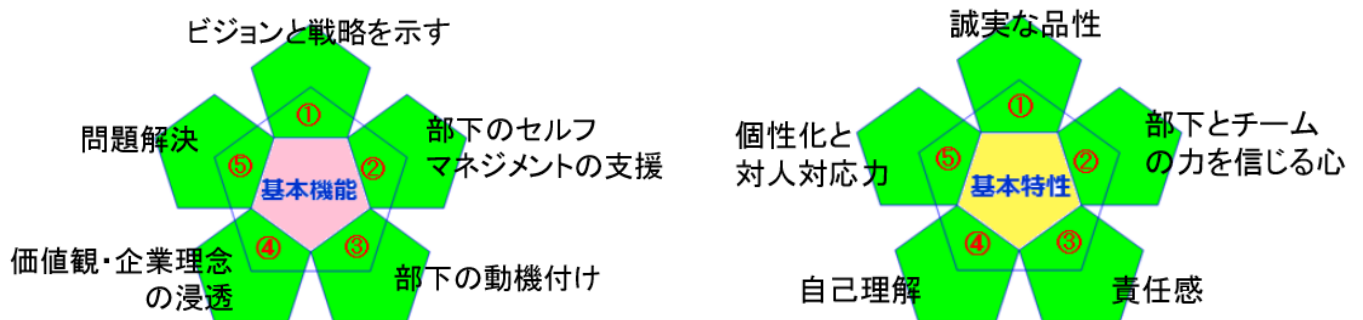 ビジョンと戦略を示す
①
問題解決
⑤
部下のセルフ
マネジメントの支援
②
基本機能
価値観・企業理念
の浸透
④
③
部下の動機付け
誠実な品性
①
個性化と
対人対応力
⑤
部下とチーム
の力を信じる心
②
基本特性
自己理解
④
③
責任感